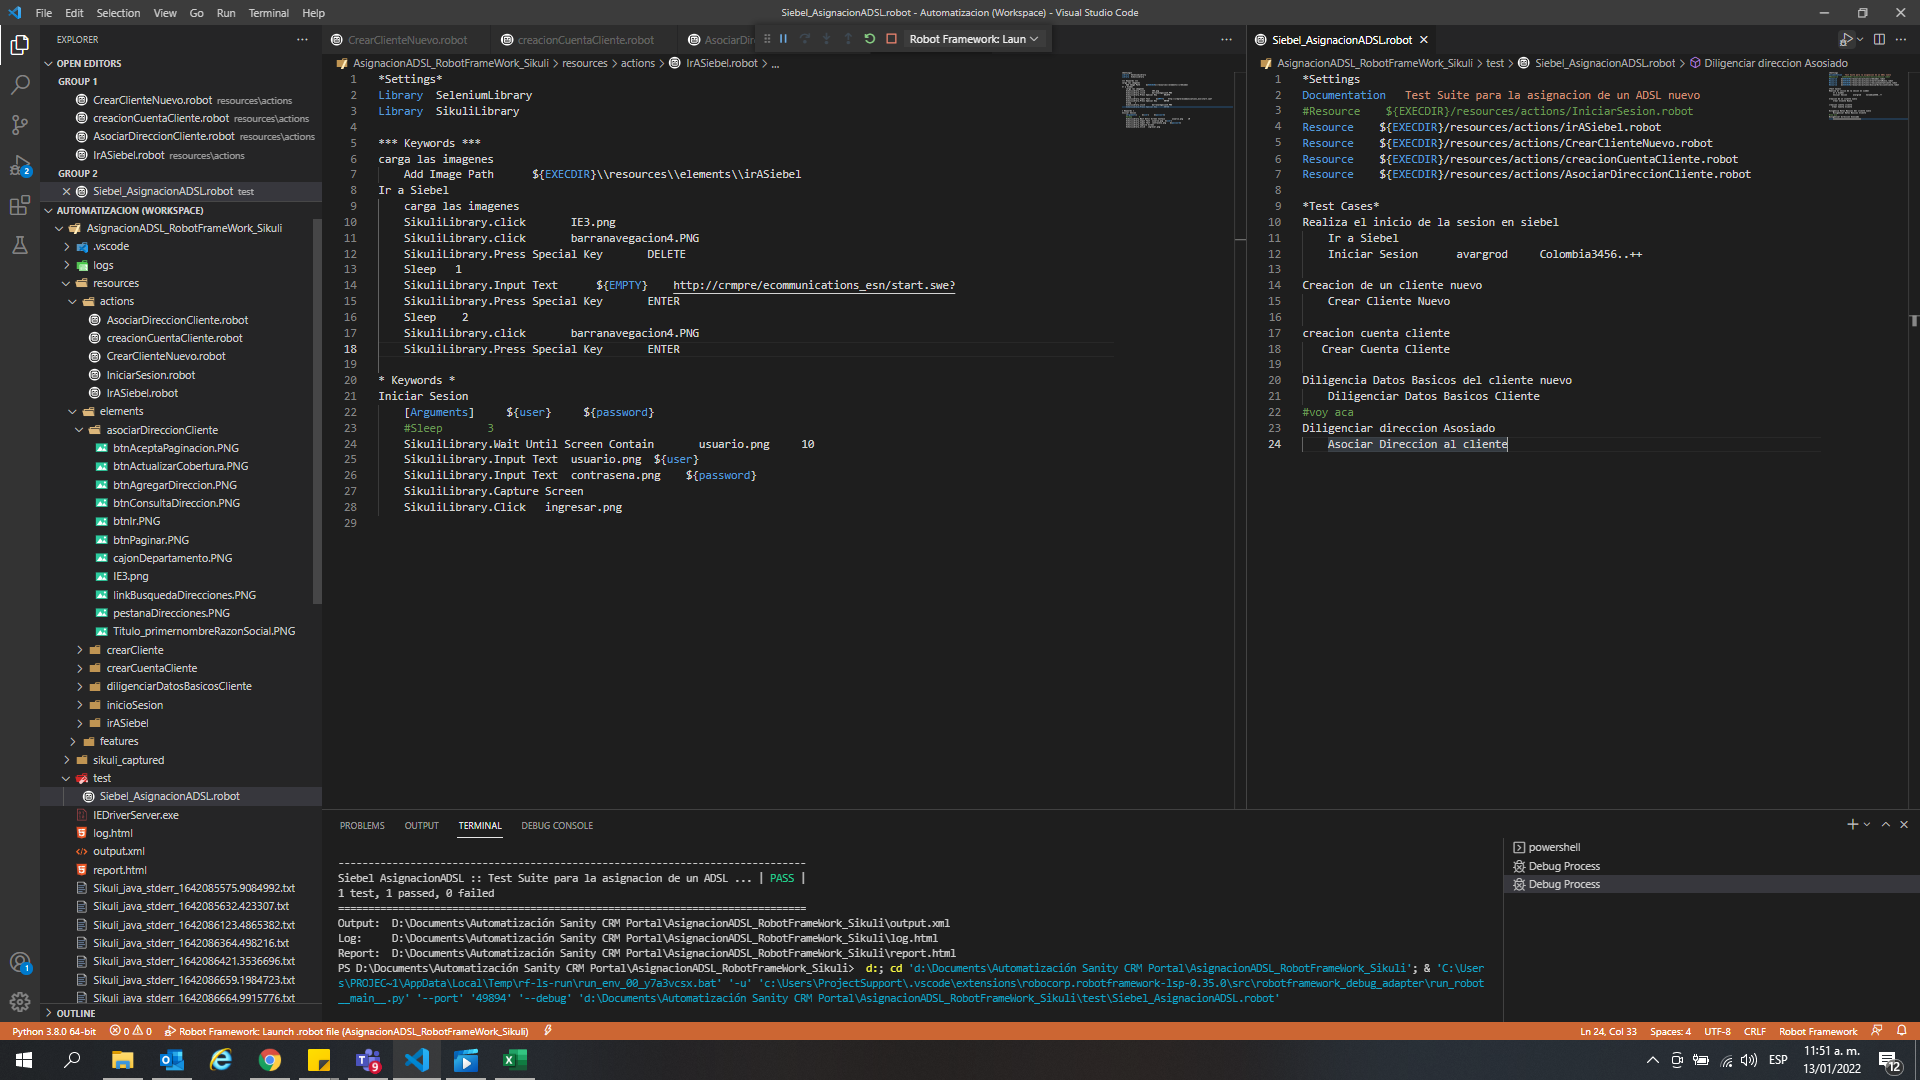 File Edit Selection View Go Run Terminal Help
Siebel_AsignacionADSL.robot - Automatizacion (Workspace) - Visual Studio Code
EXPLORER
OPEN EDITORS
GROUP 1
CrearClienteNuevo.robot resources\actions
creacionCuentaCliente.robot resources\actions
AsociarDireccionCliente.robot resources\actions
IrASiebel.robot resources\actions
GROUP 2
Siebel_AsignacionADSL.robot test
AUTOMATIZACION (WORKSPACE)
AsignacionADSL_RobotFrameWork_Sikuli
.vscode
logs
resources
actions
AsociarDireccionCliente.robot
creacionCuentaCliente.robot
CrearClienteNuevo.robot
IniciarSesion.robot
IrASiebel.robot
elements
asociarDireccionCliente
btnAceptaPaginacion.PNG
btnActualizarCobertura.PNG
btnAgregarDireccion.PNG
btnConsultaDireccion.PNG
btnIr.PNG
btnPaginar.PNG
cajonDepartamento.PNG
IE3.png
linkBusquedaDirecciones.PNG
pestanaDirecciones.PNG
Titulo_primernombreRazonSocial.PNG
crearCliente
crearCuentaCliente
diligenciarDatosBasicosCliente
inicioSesion
irASiebel
features
sikuli_captured
test
Siebel_AsignacionADSL.robot
IEDriverServer.exe
log.html
output.xml
report.html
Sikuli_java_stderr_1642085575.9084992.txt
Sikuli_java_stderr_1642085632.423307.txt
Sikuli_java_stderr_1642086123.4865382.txt
Sikuli_java_stderr_1642086364.498216.txt
Sikuli_java_stderr_1642086421.3536696.txt
Sikuli_java_stderr_1642086659.1984723.txt
Sikuli_java_stderr_1642086664.9915776.txt
OUTLINE
CrearClienteNuevo.robot creacionCuentaCliente.robot AsociarDir
Robot Framework: Laun
AsignacionADSL_RobotFrameWork_Sikuli > resources > actions > IrASiebel.robot > ...
1 *Settings*
2 Library SeleniumLibrary
3 Library SikuliLibrary
4
5 *** Keywords ***
6 carga las imagenes
7 Add Image Path ${EXECDIR}\\resources\\elements\\irASiebel
8 Ir a Siebel
9 carga las imagenes
10 SikuliLibrary.click IE3.png
11 SikuliLibrary.click barranavegacion4.PNG
12 SikuliLibrary.Press Special Key DELETE
13 Sleep 1
14 SikuliLibrary.Input Text ${EMPTY} http://crmpre/ecommunications_esn/start.swe?
15 SikuliLibrary.Press Special Key ENTER
16 Sleep 2
17 SikuliLibrary.click barranavegacion4.PNG
18 SikuliLibrary.Press Special Key ENTER
19
20 * Keywords *
21 Iniciar Sesion
22 [Arguments] ${user} ${password}
23 #Sleep 3
24 SikuliLibrary.Wait Until Screen Contain usuario.png 10
25 SikuliLibrary.Input Text usuario.png ${user}
26 SikuliLibrary.Input Text contrasena.png ${password}
27 SikuliLibrary.Capture Screen
28 SikuliLibrary.Click ingresar.png
29
Siebel_AsignacionADSL.robot
AsignacionADSL_RobotFrameWork_Sikuli > test > Siebel_AsignacionADSL.robot > Diligenciar direccion Asosiado
1 *Settings
2 Documentation Test Suite para la asignacion de un ADSL nuevo
3 #Resource ${EXECDIR}/resources/actions/IniciarSesion.robot
4 Resource ${EXECDIR}/resources/actions/irASiebel.robot
5 Resource ${EXECDIR}/resources/actions/CrearClienteNuevo.robot
6 Resource ${EXECDIR}/resources/actions/creacionCuentaCliente.robot
7 Resource ${EXECDIR}/resources/actions/AsociarDireccionCliente.robot
8
9 *Test Cases*
10 Realiza el inicio de la sesion en siebel
11 Ir a Siebel
12 Iniciar Sesion avargrod Colombia3456..++
13
14 Creacion de un cliente nuevo
15 Crear Cliente Nuevo
16
17 creacion cuenta cliente
18 Crear Cuenta Cliente
19
20 Diligencia Datos Basicos del cliente nuevo
21 Diligenciar Datos Basicos Cliente
22 #voy aca
23 Diligenciar direccion Asosiado
24 Asociar Direccion al cliente
PROBLEMS OUTPUT TERMINAL DEBUG CONSOLE
------------------------------------------------------------------------------
Siebel AsignacionADSL :: Test Suite para la asignacion de un ADSL ... | PASS |
1 test, 1 passed, 0 failed
==============================================================================
Output: D:\Documents\Automatización Sanity CRM Portal\AsignacionADSL_RobotFrameWork_Sikuli\output.xml
Log: D:\Documents\Automatización Sanity CRM Portal\AsignacionADSL_RobotFrameWork_Sikuli\log.html
Report: D:\Documents\Automatización Sanity CRM Portal\AsignacionADSL_RobotFrameWork_Sikuli\report.html
PS D:\Documents\Automatización Sanity CRM Portal\AsignacionADSL_RobotFrameWork_Sikuli> d:; cd 'd:\Documents\Automatización Sanity CRM Portal\AsignacionADSL_RobotFrameWork_Sikuli'; & 'C:\User
s\PROJEC~1\AppData\Local\Temp\rf-ls-run\run_env_00_y7a3vcsx.bat' '-u' 'c:\Users\ProjectSupport\.vscode\extensions\robocorp.robotframework-lsp-0.35.0\src\robotframework_debug_adapter\run_robot
__main__.py' '--port' '49894' '--debug' 'd:\Documents\Automatización Sanity CRM Portal\AsignacionADSL_RobotFrameWork_Sikuli\test\Siebel_AsignacionADSL.robot'
powershell
Debug Process
Debug Process
Python 3.8.0 64-bit 0 0 Robot Framework: Launch .robot file (AsignacionADSL_RobotFrameWork_Sikuli)
Ln 24, Col 33 Spaces: 4 UTF-8 CRLF Robot Framework
ESP
11:51 a. m.
13/01/2022
12